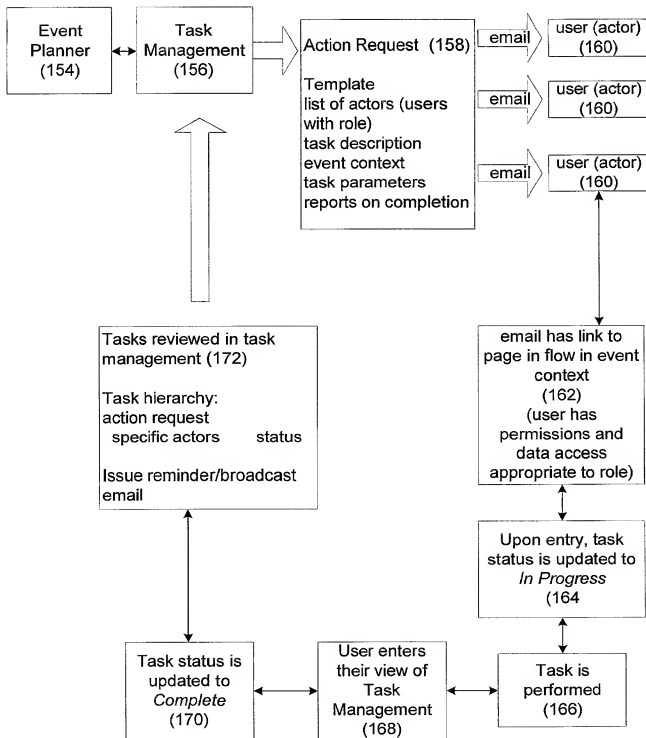 Event
Planner
(154)
Task
Management
(156)
Action Request (158)
Template
list of actors (users
with role)
task description
event context
task parameters
reports on completion
email
user (actor)
(160)
email
user (actor)
(160)
email
user (actor)
(160)
email has link to
page in flow in event
context
(162)
(user has
permissions and
data access
appropriate to role)
Upon entry, task
status is updated to
In Progress
(164
Task is
performed
(166)
User enters
their view of
Task
Management
(168)
Task status is
updated to
Complete
(170)
Tasks reviewed in task
management (172)
Task hierarchy:
action request
specific actors status
Issue reminder/broadcast
email